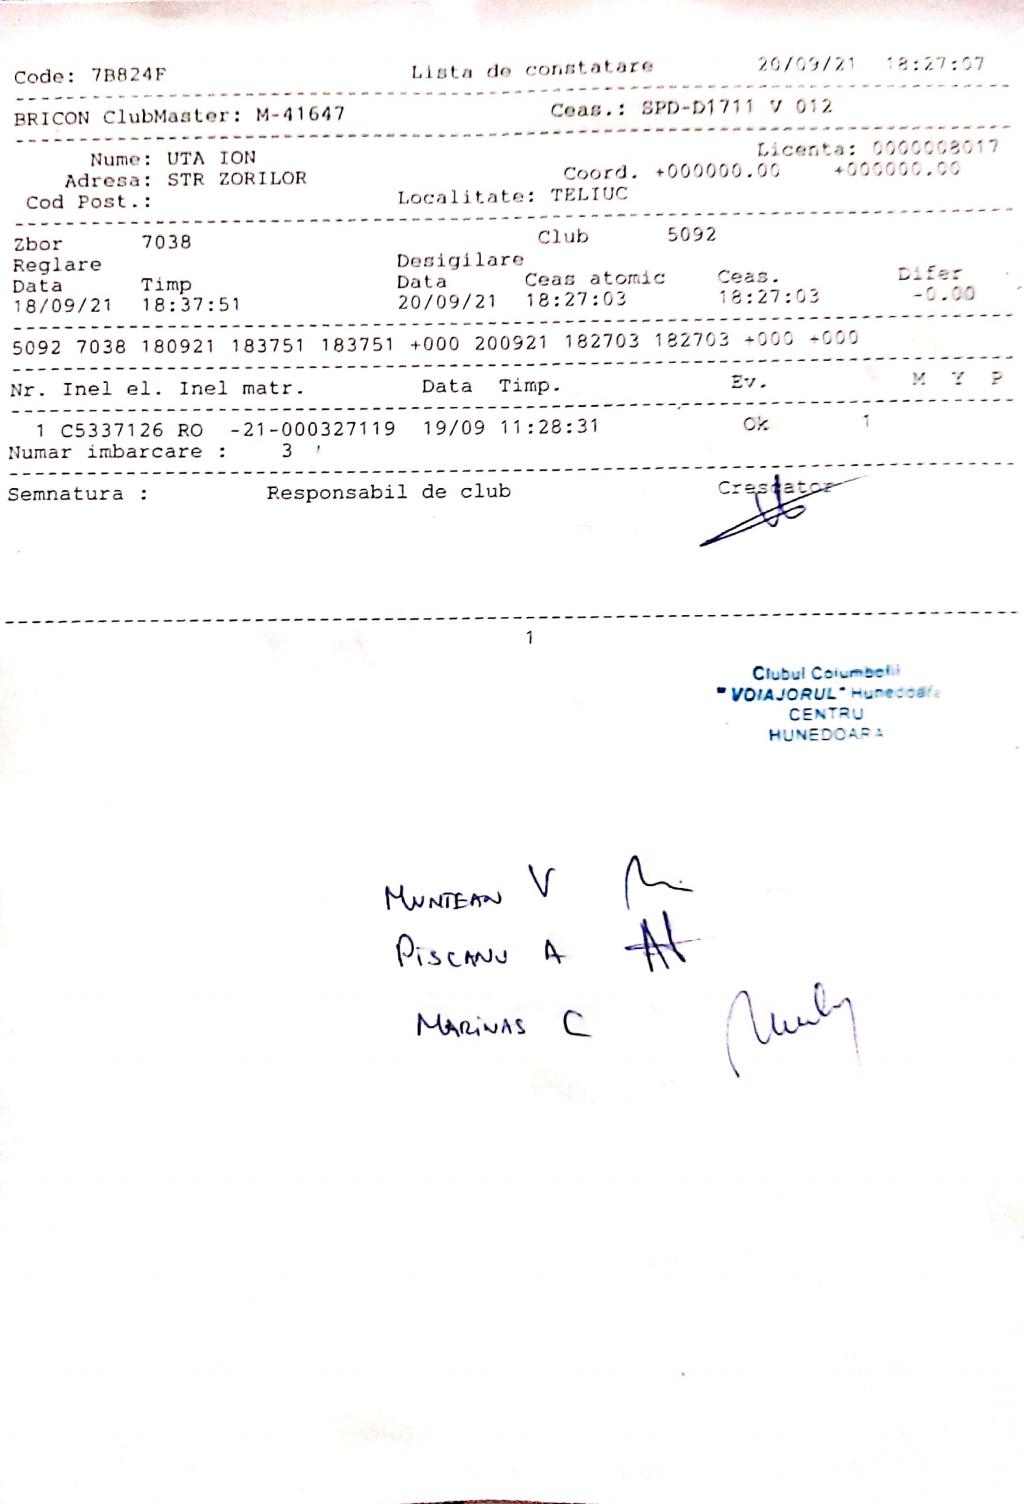 Code: 7B824F Lista de constatare 20/09/21 18:27:07
BRICON ClubMaster: M-41647 Ceas.: SPD-D1711 V 012
Nume: UTA ION Licenta: 0000008017
Adresa: STR ZORILOR Coord. +000000.00 +000000.00
Cod Post.: Localitate: TELIUC
Zbor 7038 Club 5092
Reglare Desigilare
Data Timp Data Ceas atomic Ceas. Difer
18/09/21 18:37:51 20/09/21 18:27:03 18:27:03 -0.00
5092 7038 180921 183751 183751 +000 200921 182703 182703 +000 +000
Nr. Inel el. Inel matr. Data Timp. Ev. M Y P
1 C5337126 RO -21-000327119 19/09 11:28:31 Ok 1
Numar imbarcare : 3
Semnatura : Responsabil de club Crescator
1
Clubul Columbofil
"VOIAJORUL" Hunedoara
CENTRU
HUNEDOARA
MUNTEAN V
PISCANU A
MARINAS C